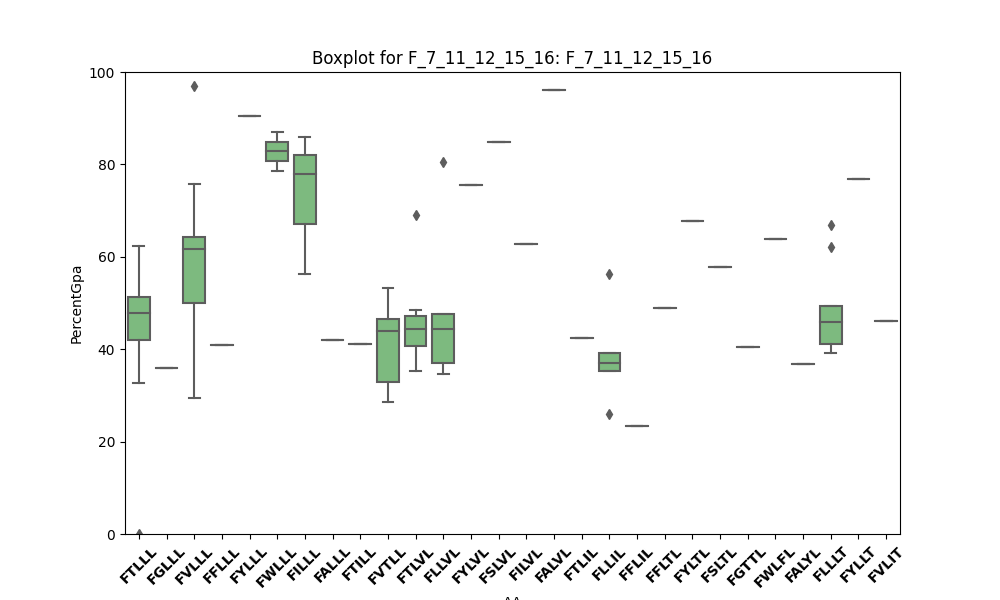 Boxplot for F_7_11_12_15_16: F_7_11_12_15_16
PercentGpa
100
80
60
40
20
0
FTLLL
FGLLL
FVLLL
FFLLL
FYLLL
FWLLL
FILLL
FALLL
FTILL
FVTLL
FTLVL
FLLVL
FYLVL
FSLVL
FILVL
FALVL
FTLIL
FLLIL
FFLIL
FFLTL
FYLTL
FSLTL
FGTTL
FWLFL
FALYL
FLLLT
FYLLT
FVLIT
AA